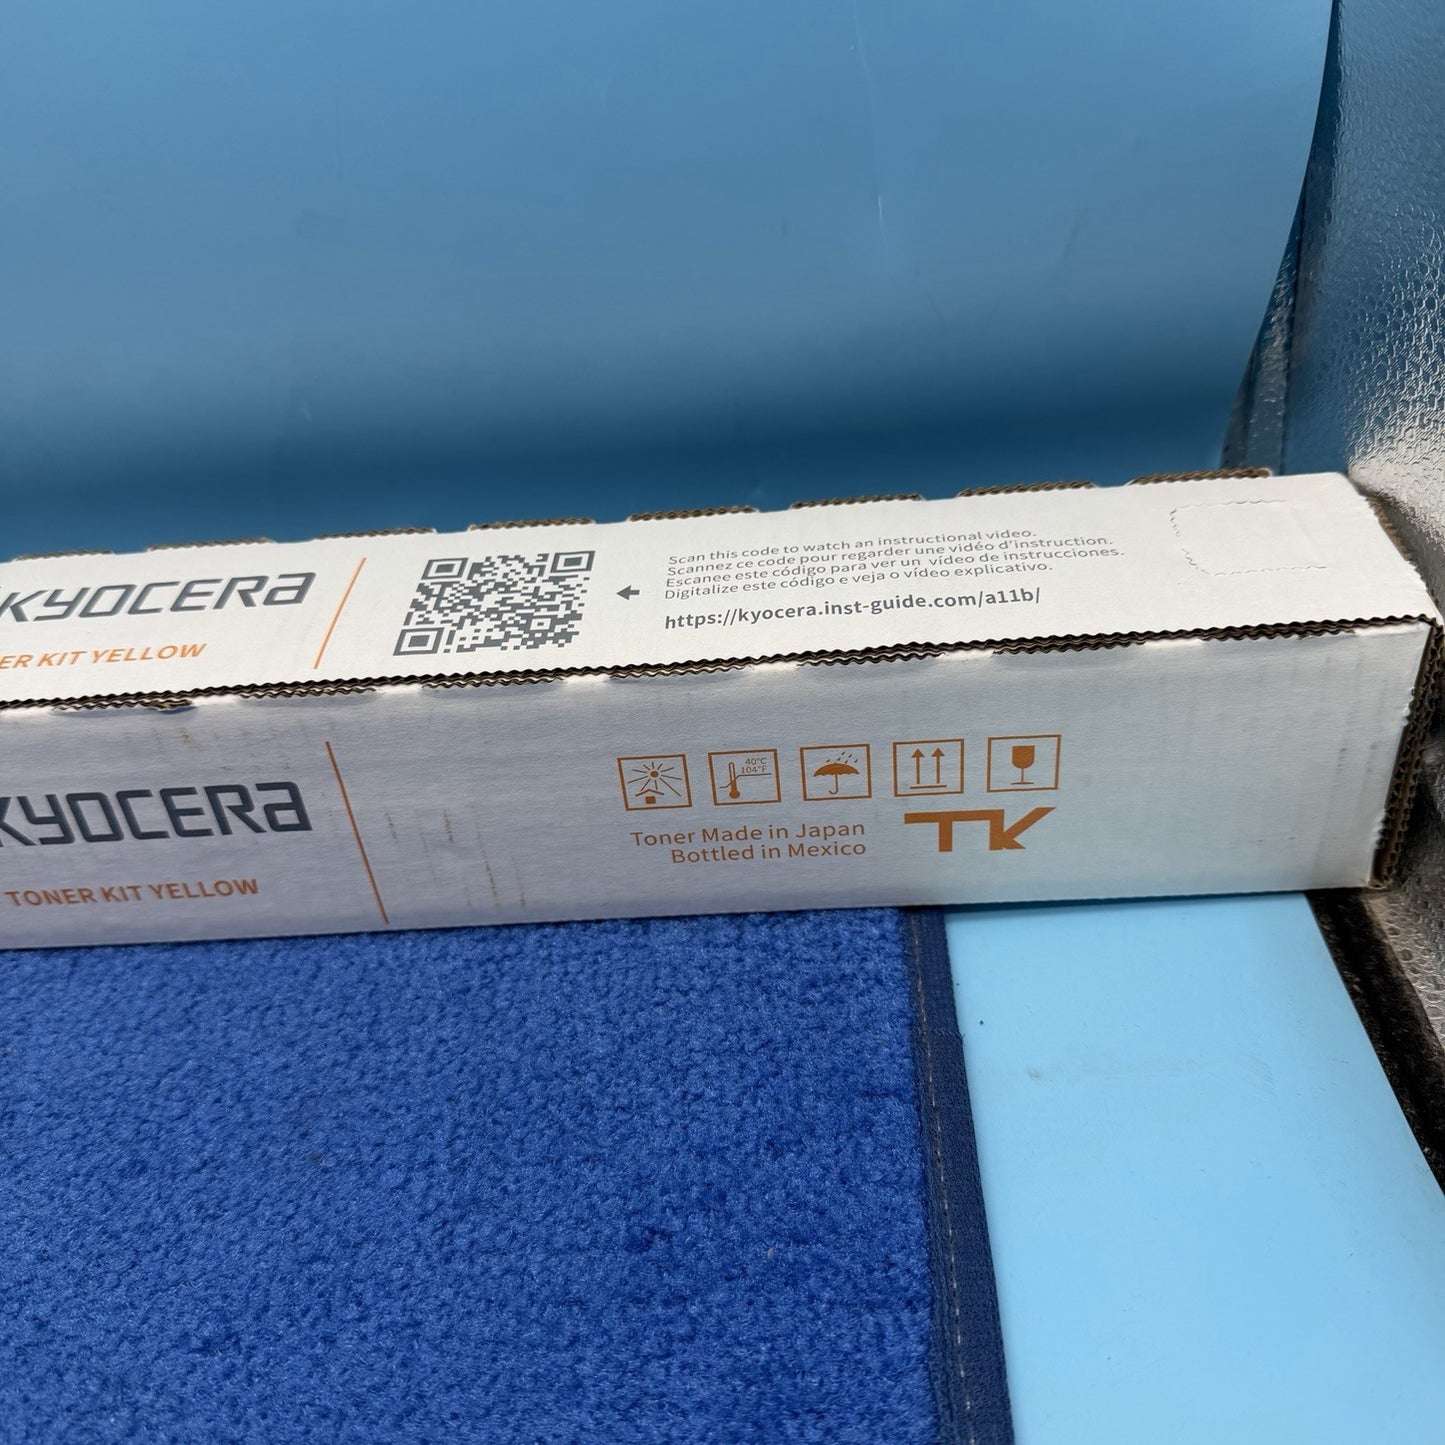 KYOCERA
ER KIT YELLOW
Scan this code to watch an instructional video.
Scannez ce code pour regarder une vidéo d'instruction.
Escanee este código para ver un vídeo de instrucciones.
Digitalize este código e veja o vídeo explicativo.
https://kyocera.inst-guide.com/a11b/
KYOCERA
TONER KIT YELLOW
40°C
104°F
Toner Made in Japan
Bottled in Mexico
TK